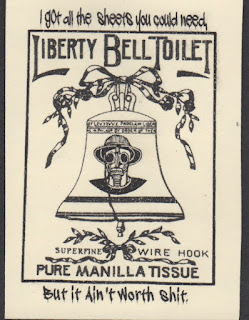 I got all the sheets you could need,
LIBERTY BELL TOILET
SUPERFINE WIRE HOOK
PURE MANILLA TISSUE
But it Ain't Worth Shit.